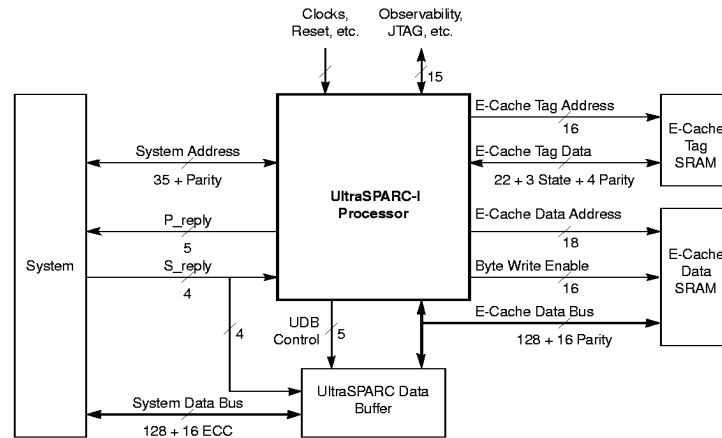 Clocks,
Reset, etc.
Observability,
JTAG, etc.
15
E-Cache Tag Address
16
E-Cache
Tag
SRAM
System Address
35 + Parity
E-Cache Tag Data
22 + 3 State + 4 Parity
UltraSPARC-I
Processor
P_reply
5
E-Cache Data Address
18
E-Cache
Data
SRAM
System
S_reply
4
Byte Write Enable
16
4
UDB
Control
5
E-Cache Data Bus
128 + 16 Parity
UltraSPARC Data
Buffer
System Data Bus
128 + 16 ECC